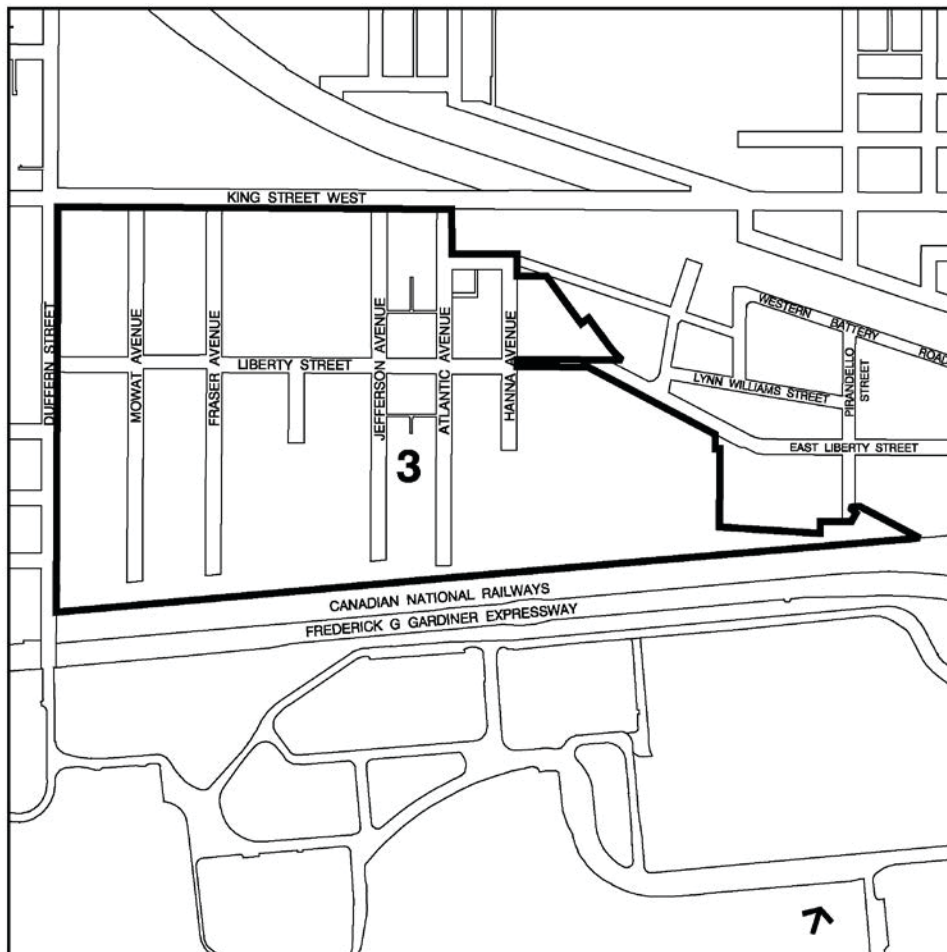 KING STREET WEST
DUFFERN STREET
MOWAT AVENUE
FRASER AVENUE
LIBERTY STREET
JEFFERSON AVENUE
ATLANTIC AVENUE
HANNA AVENUE
WESTERN BATTERY ROAD
LYNN WILLIAMS STREET
PIRANDELLO
STREET
EAST LIBERTY STREET
3
CANADIAN NATIONAL RAILWAYS
FREDERICK G GARDINER EXPRESSWAY